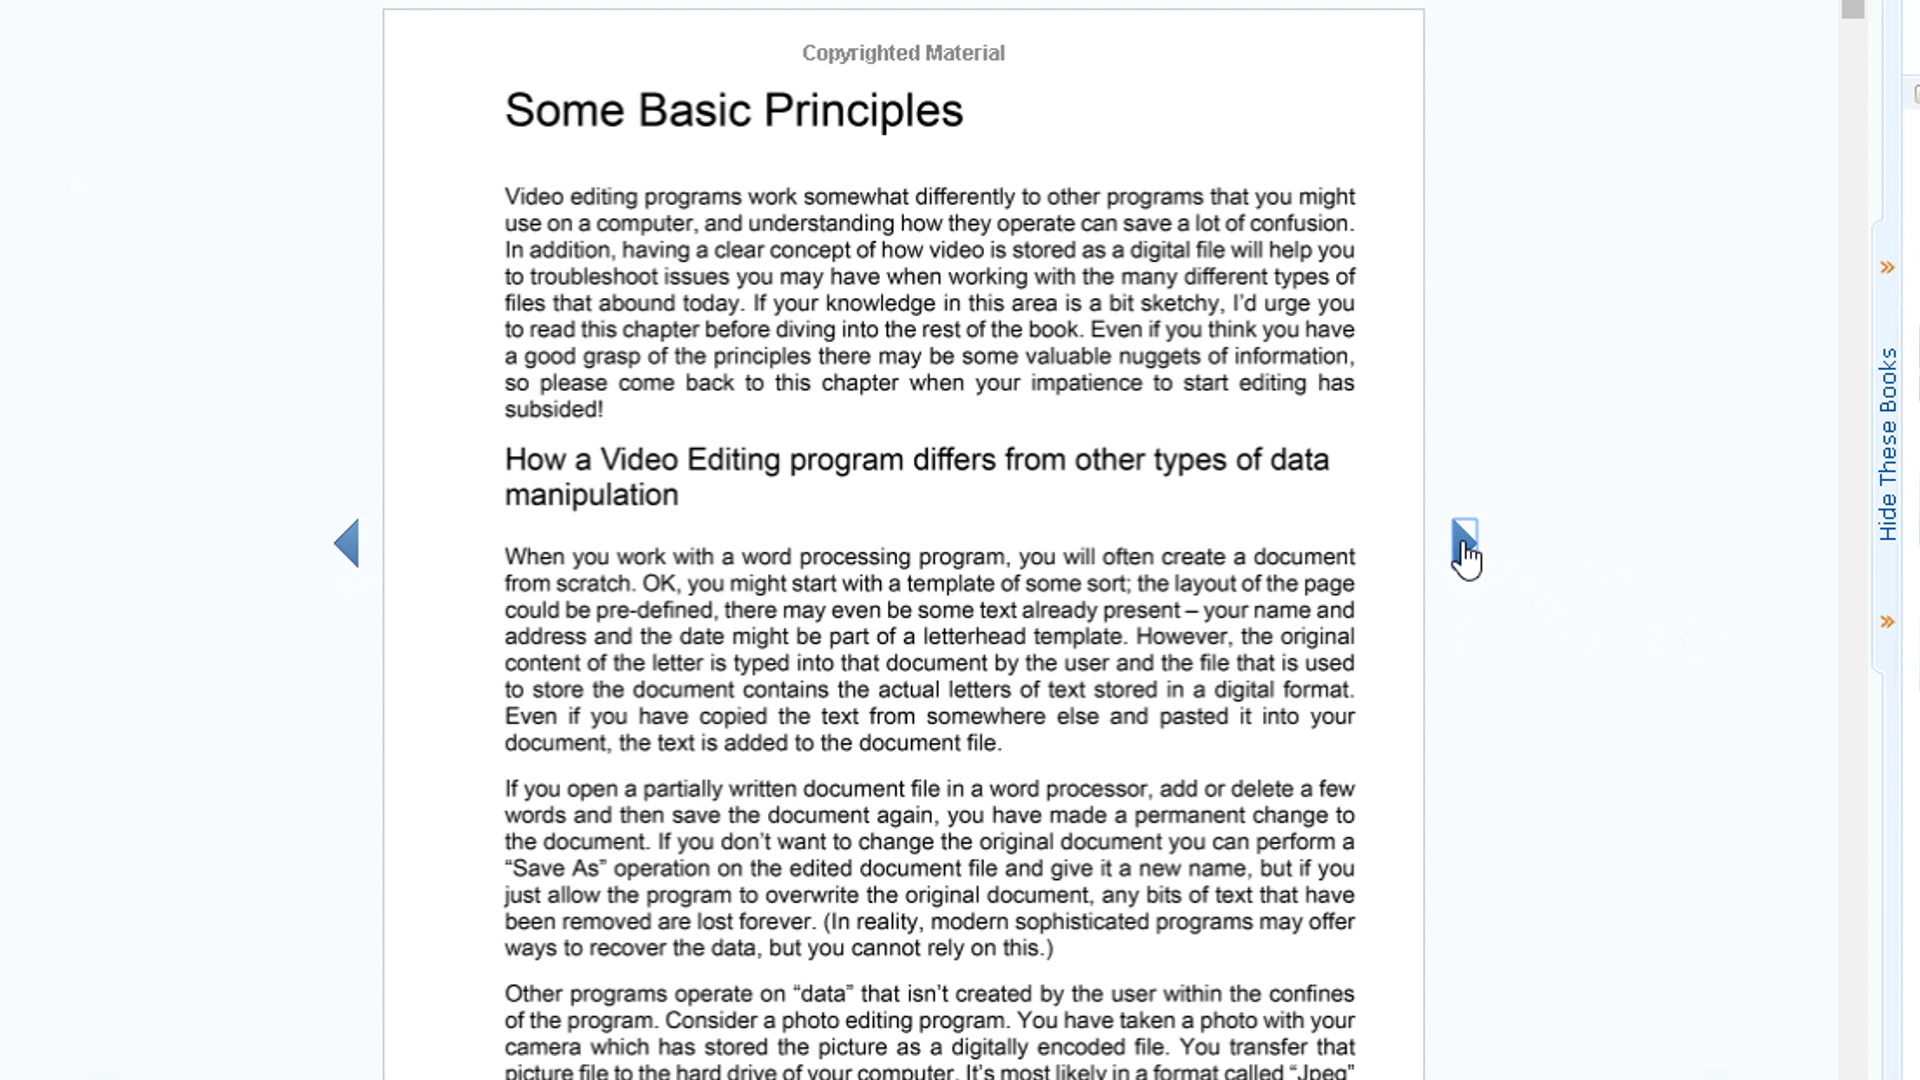 Copyrighted Material
Some Basic Principles
Video editing programs work somewhat differently to other programs that you might
use on a computer, and understanding how they operate can save a lot of confusion.
In addition, having a clear concept of how video is stored as a digital file will help you
to troubleshoot issues you may have when working with the many different types of
files that abound today. If your knowledge in this area is a bit sketchy, I’d urge you
to read this chapter before diving into the rest of the book. Even if you think you have
a good grasp of the principles there may be some valuable nuggets of information,
so please come back to this chapter when your impatience to start editing has
subsided!
How a Video Editing program differs from other types of data
manipulation
When you work with a word processing program, you will often create a document
from scratch. OK, you might start with a template of some sort; the layout of the page
could be pre-defined, there may even be some text already present – your name and
address and the date might be part of a letterhead template. However, the original
content of the letter is typed into that document by the user and the file that is used
to store the document contains the actual letters of text stored in a digital format.
Even if you have copied the text from somewhere else and pasted it into your
document, the text is added to the document file.
If you open a partially written document file in a word processor, add or delete a few
words and then save the document again, you have made a permanent change to
the document. If you don’t want to change the original document you can perform a
“Save As” operation on the edited document file and give it a new name, but if you
just allow the program to overwrite the original document, any bits of text that have
been removed are lost forever. (In reality, modern sophisticated programs may offer
ways to recover the data, but you cannot rely on this.)
Other programs operate on “data” that isn’t created by the user within the confines
of the program. Consider a photo editing program. You have taken a photo with your
camera which has stored the picture as a digitally encoded file. You transfer that
picture file to the hard drive of your computer. It’s most likely in a format called “Jpeg”
Hide These Books